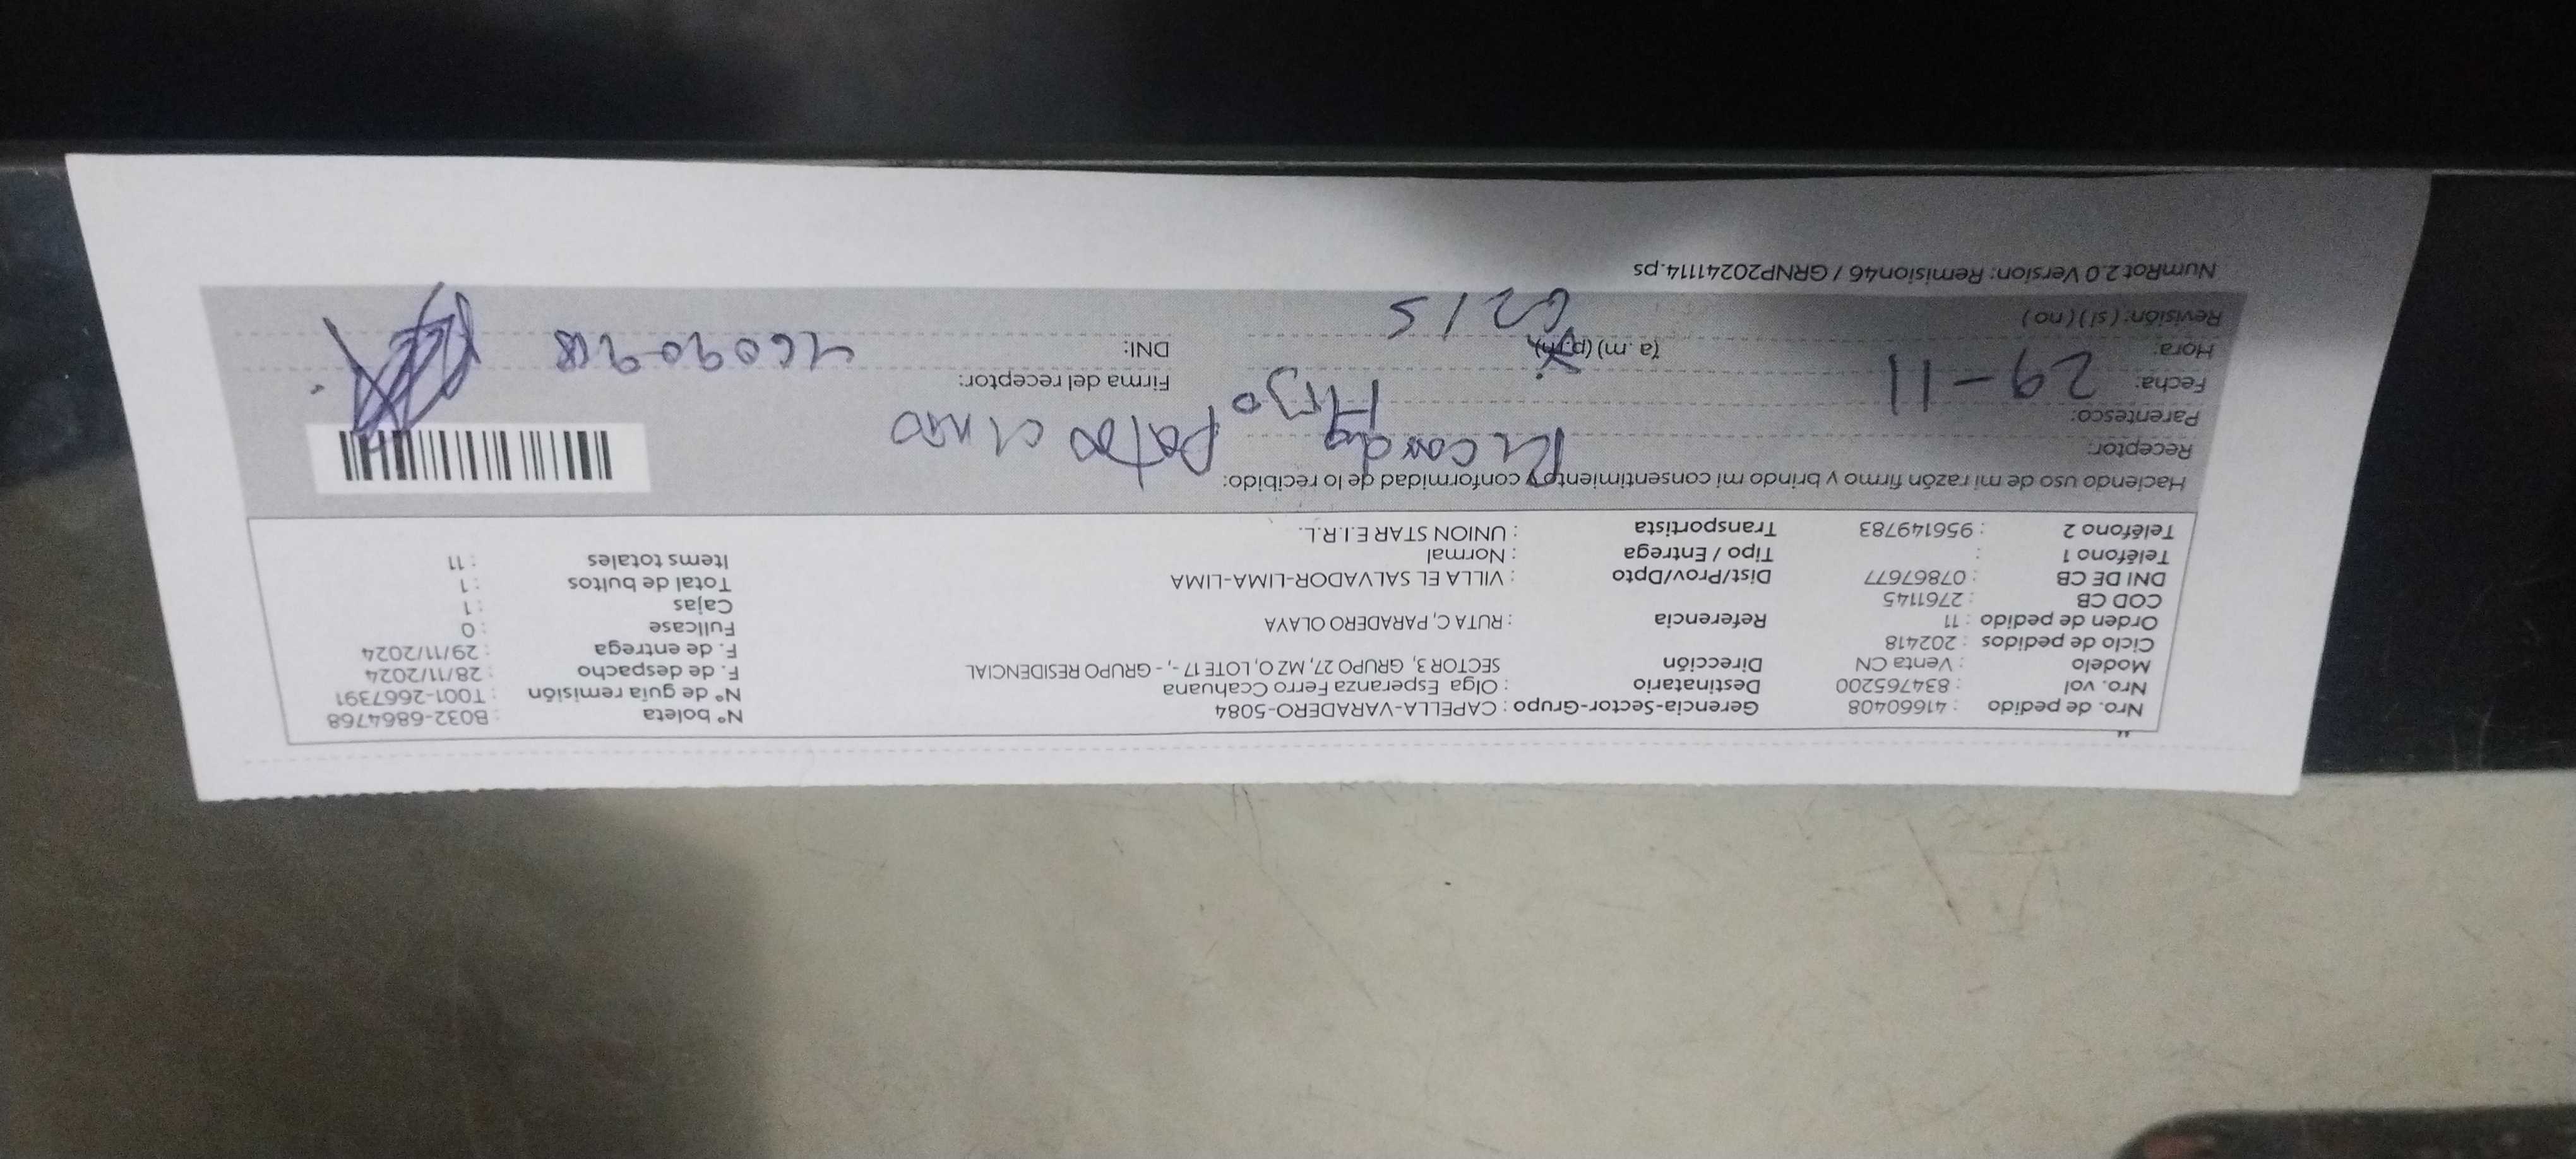 Nro. de pedido : 41660408 Gerencia-Sector-Grupo : CAPELLA-VARADERO-5084 N° boleta : B032-6864768
Nro. vol : 834765200 Destinatario : Olga Esperanza Ferro Ccahuana N° de guía remisión : T001-2667391
Modelo : Venta CN Dirección SECTOR 3, GRUPO 27, MZ O, LOTE 17 -, - GRUPO RESIDENCIAL F. de despacho : 28/11/2024
Ciclo de pedidos : 202418 F. de entrega : 29/11/2024
Orden de pedido : 11 Referencia : RUTA C, PARADERO OLAYA Fullcase : 0
COD CB : 2761145 Cajas : 1
DNI DE CB : 07867677 Dist/Prov/Dpto : VILLA EL SALVADOR-LIMA-LIMA Total de bultos : 1
Teléfono 1 : Tipo / Entrega : Normal Items totales : 11
Teléfono 2 : 956149783 Transportista : UNION STAR E.I.R.L.
Haciendo uso de mi razón firmo y brindo mi consentimiento y conformidad de lo recibido:
Receptor: Ricardo
Parentesco: Hijo
Fecha: 29-11 Firma del receptor:
Hora: (a.m) (p.m) DNI:
Revisión: (sí) (no)
NumRot 2.0 Version: Remision46 / GRNP20241114.ps